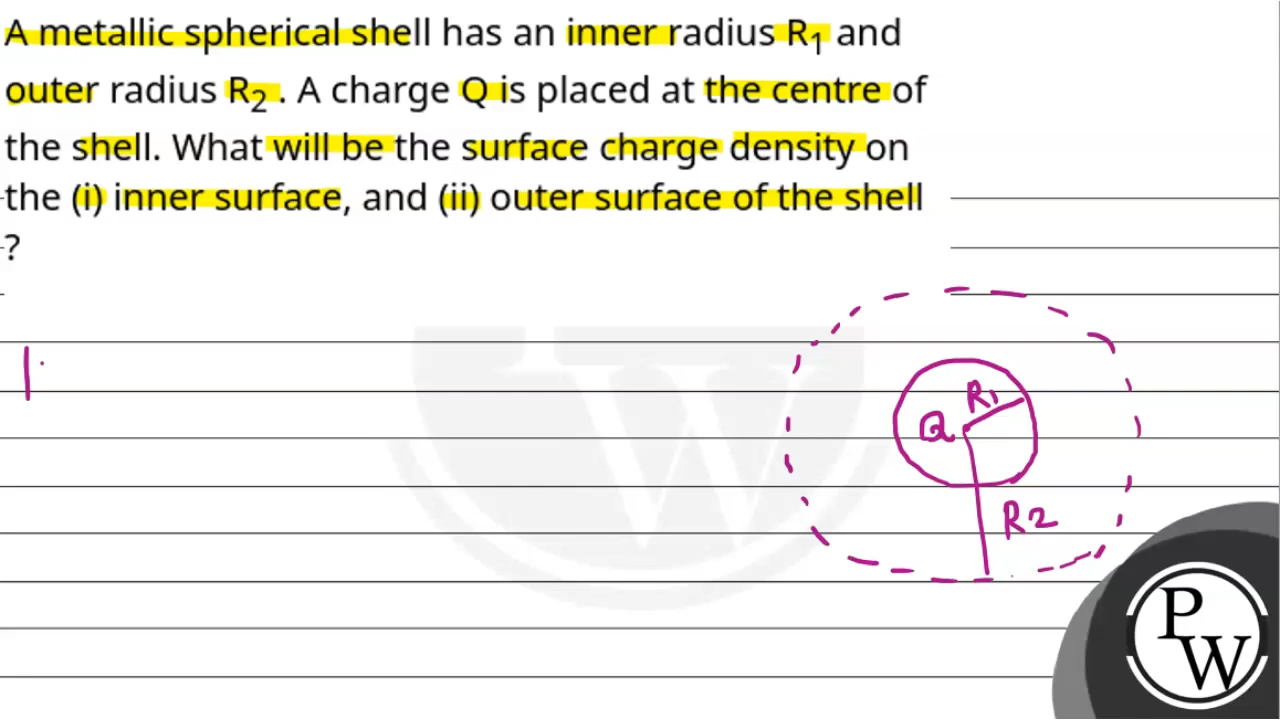 A metallic spherical shell has an inner radius R₁ and
outer radius R₂ . A charge Q is placed at the centre of
the shell. What will be the surface charge density on
the (i) inner surface, and (ii) outer surface of the shell
?
R₁
Q
R2
P
W
W